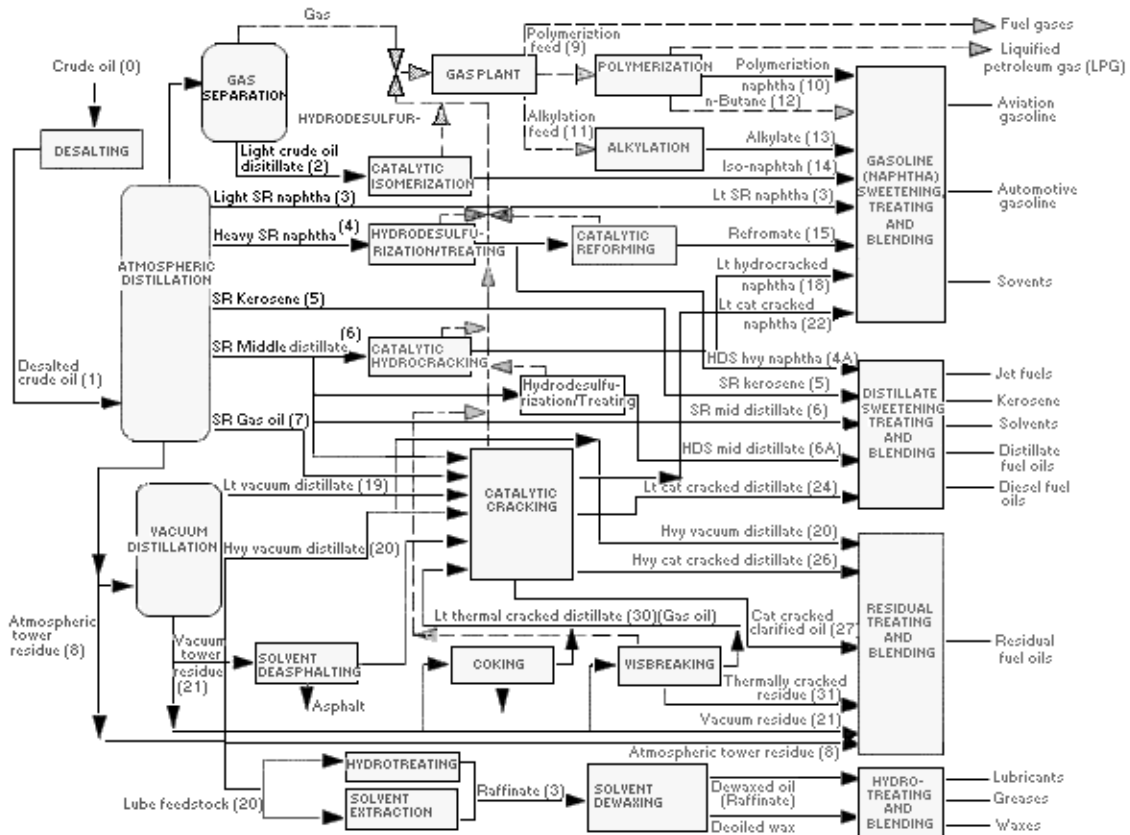 Gas
Fuel gases
Crude oil (0)
GAS
SEPARATION
Polymeriztion
feed (9)
GAS PLANT
POLYMERIZATION
Liquified
petroleum gas (LPG)
Polymeriztion
naphtha (10)
n-Butane (12)
Aviation
gasoline
DESALTING
HYDRODESULFUR-
Alkylation
feed (11)
ALKYLATION
Alkylate (13)
Light crude oil
disitillate (2)
CATALYTIC
ISOMERIZATION
Iso-naphtah (14)
GASOLINE
(NAPHTHA)
SWEETENING,
TREATING
AND
BLENDING
Automotive
gasoline
Light SR naphtha (3)
Lt SR naphtha (3)
Heavy SR naphtha (4)
HYDRODESULFU-
RIZATION/TREATING
CATALYTIC
REFORMING
Refromate (15)
ATMOSPHERIC
DISTILLATION
Lt hydrocracked
naphtha (18)
Sovents
SR Kerosene (5)
Lt cat cracked
naphtha (22)
SR Middle distillate (6)
CATALYTIC
HYDROCRACKING
HDS hvy naphtha (4A)
Desalted
crude oil (1)
Hydrodesulfu-
rization/Treating
SR kerosene (5)
SR mid distillate (6)
DISTILLATE
SWEETENING
TREATING
AND
BLENDING
Jet fuels
Kerosene
Solvents
Distillate
fuel oils
Diesel fuel
oils
SR Gas oil (7)
HDS mid distillate (6A)
Lt vacuum distillate (19)
CATALYTIC
CRACKING
Lt cat cracked distillate (24)
VACUUM
DISTILLATION
Hvy vacuum distillate (20)
Hvy vacuum distillate (20)
Hvy cat cracked distillate (26)
Atmospheric
tower
residue (8)
Vacuum
tower
residue
(21)
SOLVENT
DEASPHALTING
Asphalt
Lt thermal cracked distillate (30)(Gas oil)
COKING
VISBREAKING
Cat cracked
clarified oil (27)
RESIDUAL
TREATING
AND
BLENDING
Residual
fuel oils
Thermally cracked
residue (31)
Vacuum residue (21)
Atmospheric tower residue (8)
Lube feedstock (20)
HYDROTREATING
SOLVENT
EXTRACTION
Raffinate (3)
SOLVENT
DEWAXING
Dewaxed oil
(Raffinate)
Deoiled wax
HYDRO-
TREATING
AND
BLENDING
Lubricants
Greases
Waxes